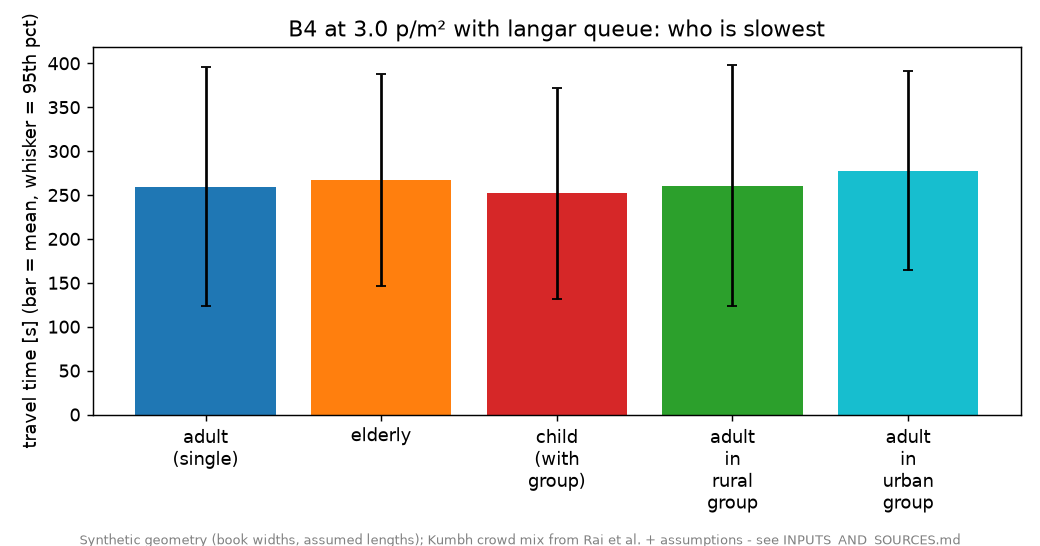 B4 at 3.0 p/m² with langar queue: who is slowest
travel time [s] (bar = mean, whisker = 95th pct)
400
350
300
250
200
150
100
50
0
adult
(single)
elderly
child
(with
group)
adult
in
rural
group
adult
in
urban
group
Synthetic geometry (book widths, assumed lengths); Kumbh crowd mix from Rai et al. + assumptions - see INPUTS_AND_SOURCES.md